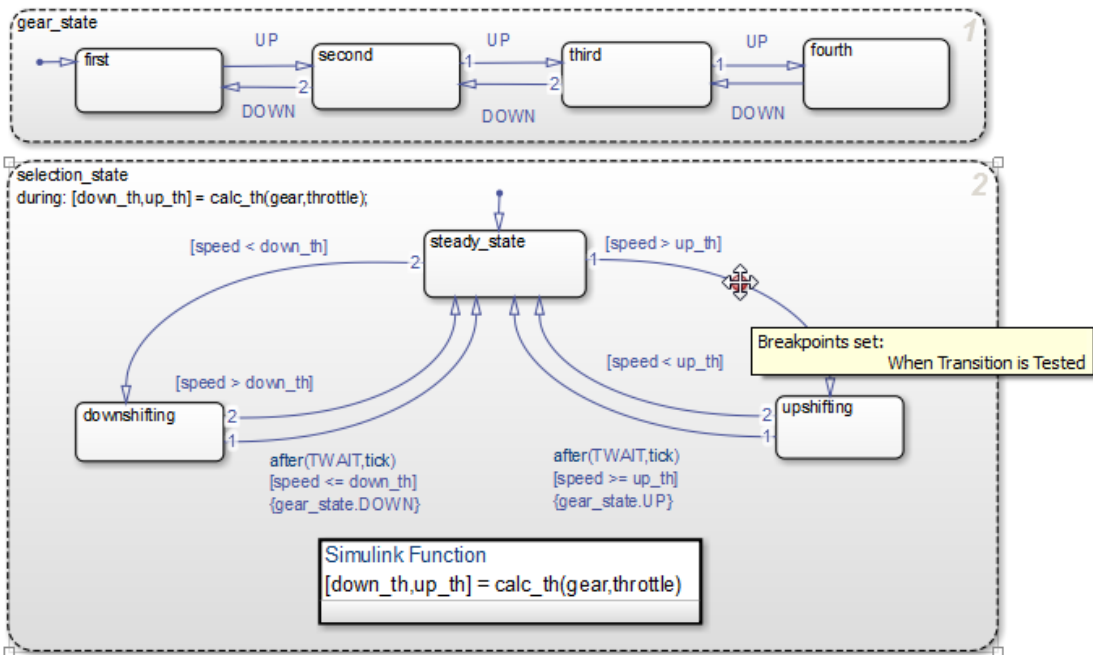 gear_state
1
first
UP
second
UP
third
UP
fourth
1
1
2
2
DOWN
DOWN
DOWN
selection_state
2
during: [down_th,up_th] = calc_th(gear,throttle);
[speed < down_th]
steady_state
[speed > up_th]
2
1
Breakpoints set:
When Transition is Tested
[speed > down_th]
[speed < up_th]
downshifting
upshifting
2
2
1
1
after(TWAIT,tick)
[speed <= down_th]
{gear_state.DOWN}
after(TWAIT,tick)
[speed >= up_th]
{gear_state.UP}
Simulink Function
[down_th,up_th] = calc_th(gear,throttle)